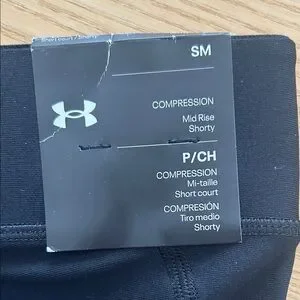 SM
COMPRESSION
Mid Rise
Shorty
P/CH
COMPRESSION
Mi-taille
Short court
COMPRESIÓN
Tiro medio
Shorty